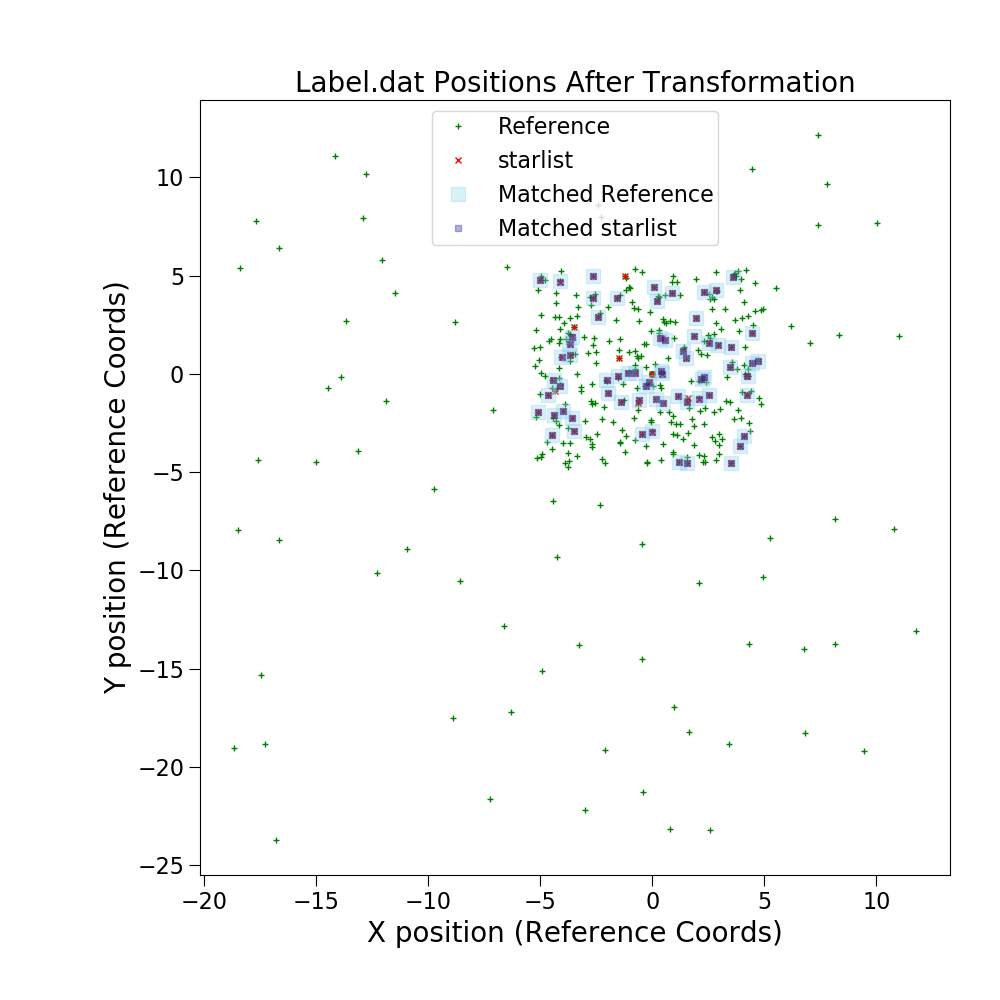 Label.dat Positions After Transformation
Reference
starlist
Matched Reference
Matched starlist
10
5
0
−5
−10
−15
−20
−25
Y position (Reference Coords)
−20 −15 −10 −5 0 5 10
X position (Reference Coords)